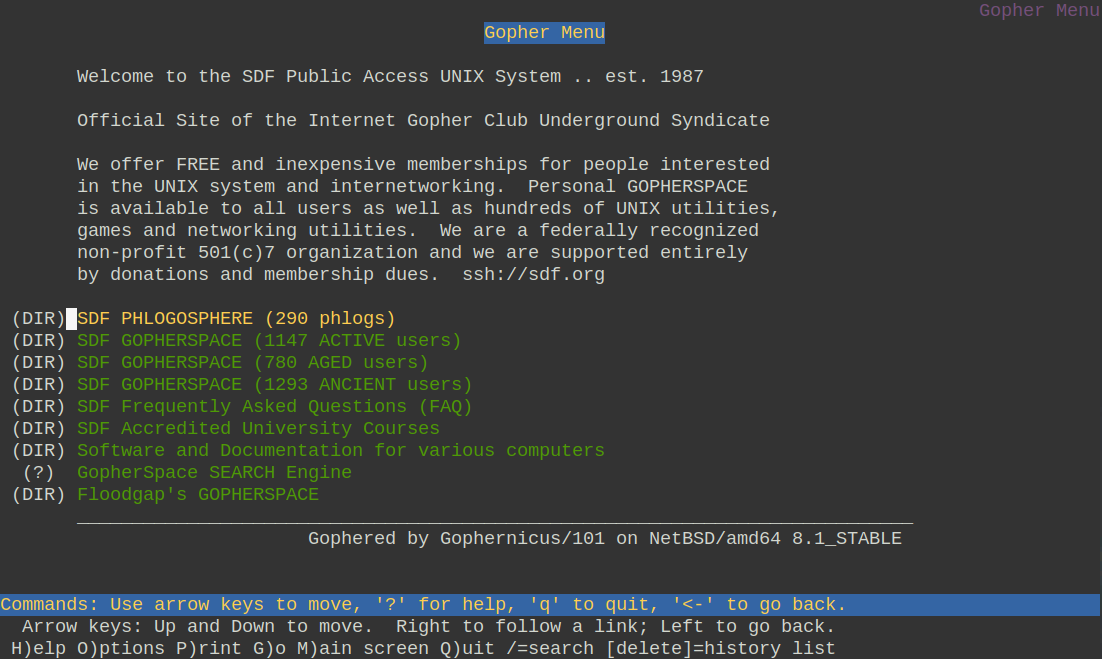 Gopher Menu
Gopher Menu
Welcome to the SDF Public Access UNIX System .. est. 1987
Official Site of the Internet Gopher Club Underground Syndicate
We offer FREE and inexpensive memberships for people interested
in the UNIX system and internetworking.  Personal GOPHERSPACE
is available to all users as well as hundreds of UNIX utilities,
games and networking utilities.  We are a federally recognized
non-profit 501(c)7 organization and we are supported entirely
by donations and membership dues.  ssh://sdf.org
(DIR) SDF PHLOGOSPHERE (290 phlogs)
(DIR) SDF GOPHERSPACE (1147 ACTIVE users)
(DIR) SDF GOPHERSPACE (780 AGED users)
(DIR) SDF GOPHERSPACE (1293 ANCIENT users)
(DIR) SDF Frequently Asked Questions (FAQ)
(DIR) SDF Accredited University Courses
(DIR) Software and Documentation for various computers
(?) GopherSpace SEARCH Engine
(DIR) Floodgap's GOPHERSPACE
Gophered by Gophernicus/101 on NetBSD/amd64 8.1_STABLE
Commands: Use arrow keys to move, '?' for help, 'q' to quit, '<-' to go back.
Arrow keys: Up and Down to move.  Right to follow a link; Left to go back.
H)elp O)ptions P)rint G)o M)ain screen Q)uit /=search [delete]=history list